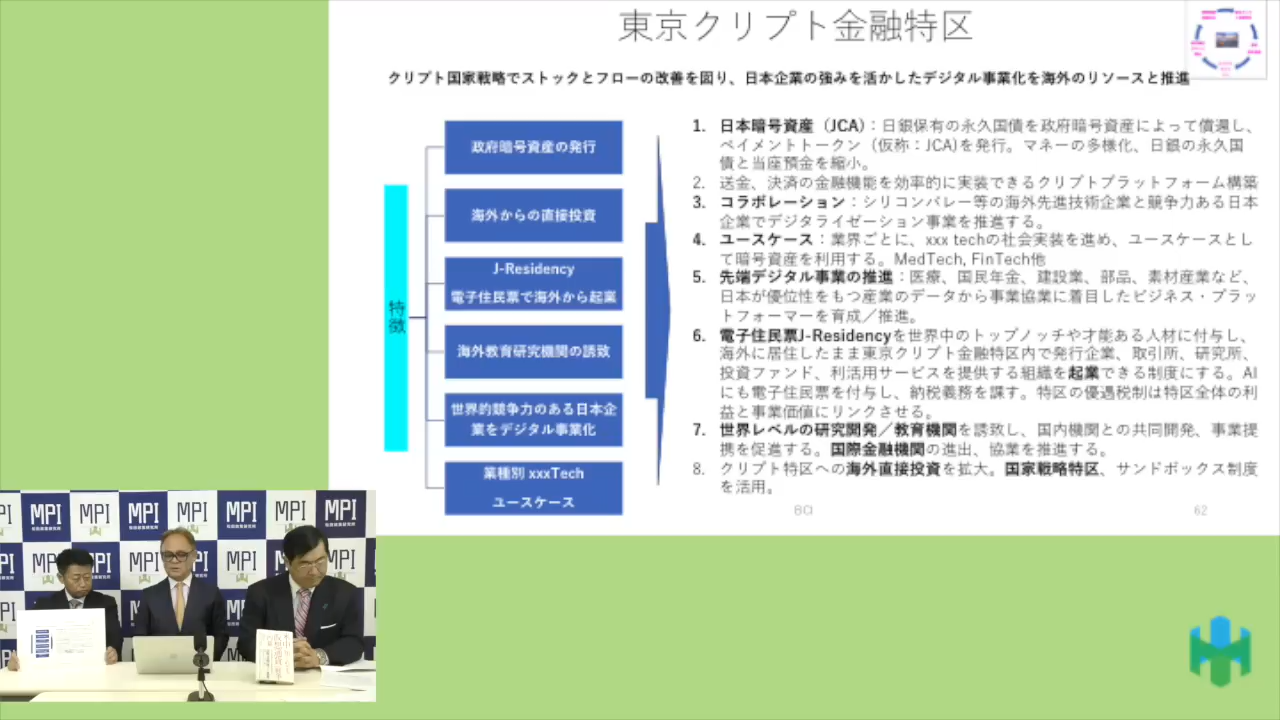 東京クリプト金融特区
クリプト国家戦略でストックとフローの改善を図り、日本企業の強みを活かしたデジタル事業化を海外のリソースと推進
特徴
政府暗号資産の発行
海外からの直接投資
J-Residency
電子住民票で海外から起業
海外教育研究機関の誘致
世界的競争力のある日本企
業をデジタル事業化
業種別 xxxTech
ユースケース
1. 日本暗号資産（JCA）：日銀保有の永久国債を政府暗号資産によって償還し、
ペイメントトークン（仮称：JCA)を発行。マネーの多様化、日銀の永久国
債と当座預金を縮小。
2. 送金、決済の金融機能を効率的に実装できるクリプトプラットフォーム構築
3. コラボレーション：シリコンバレー等の海外先進技術企業と競争力ある日本
企業でデジタライゼーション事業を推進する。
4. ユースケース：業界ごとに、xxx techの社会実装を進め、ユースケースとし
て暗号資産を利用する。MedTech, FinTech他
5. 先端デジタル事業の推進：医療、国民年金、建設業、部品、素材産業など、
日本が優位性をもつ産業のデータから事業協業に着目したビジネス・プラッ
トフォーマーを育成／推進。
6. 電子住民票J-Residencyを世界中のトップノッチや才能ある人材に付与し、
海外に居住したまま東京クリプト金融特区内で発行企業、取引所、研究所、
投資ファンド、利活用サービスを提供する組織を起業できる制度にする。AI
にも電子住民票を付与し、納税義務を課す。特区の優遇税制は特区全体の利
益と事業価値にリンクさせる。
7. 世界レベルの研究開発／教育機関を誘致し、国内機関との共同開発、事業提
携を促進する。国際金融機関の進出、協業を推進する。
8. クリプト特区への海外直接投資を拡大。国家戦略特区、サンドボックス制度
を活用。
BCI
62
MPI
MPI
MPI
MPI
MPI
MPI
MPI
MPI
MPI
MPI